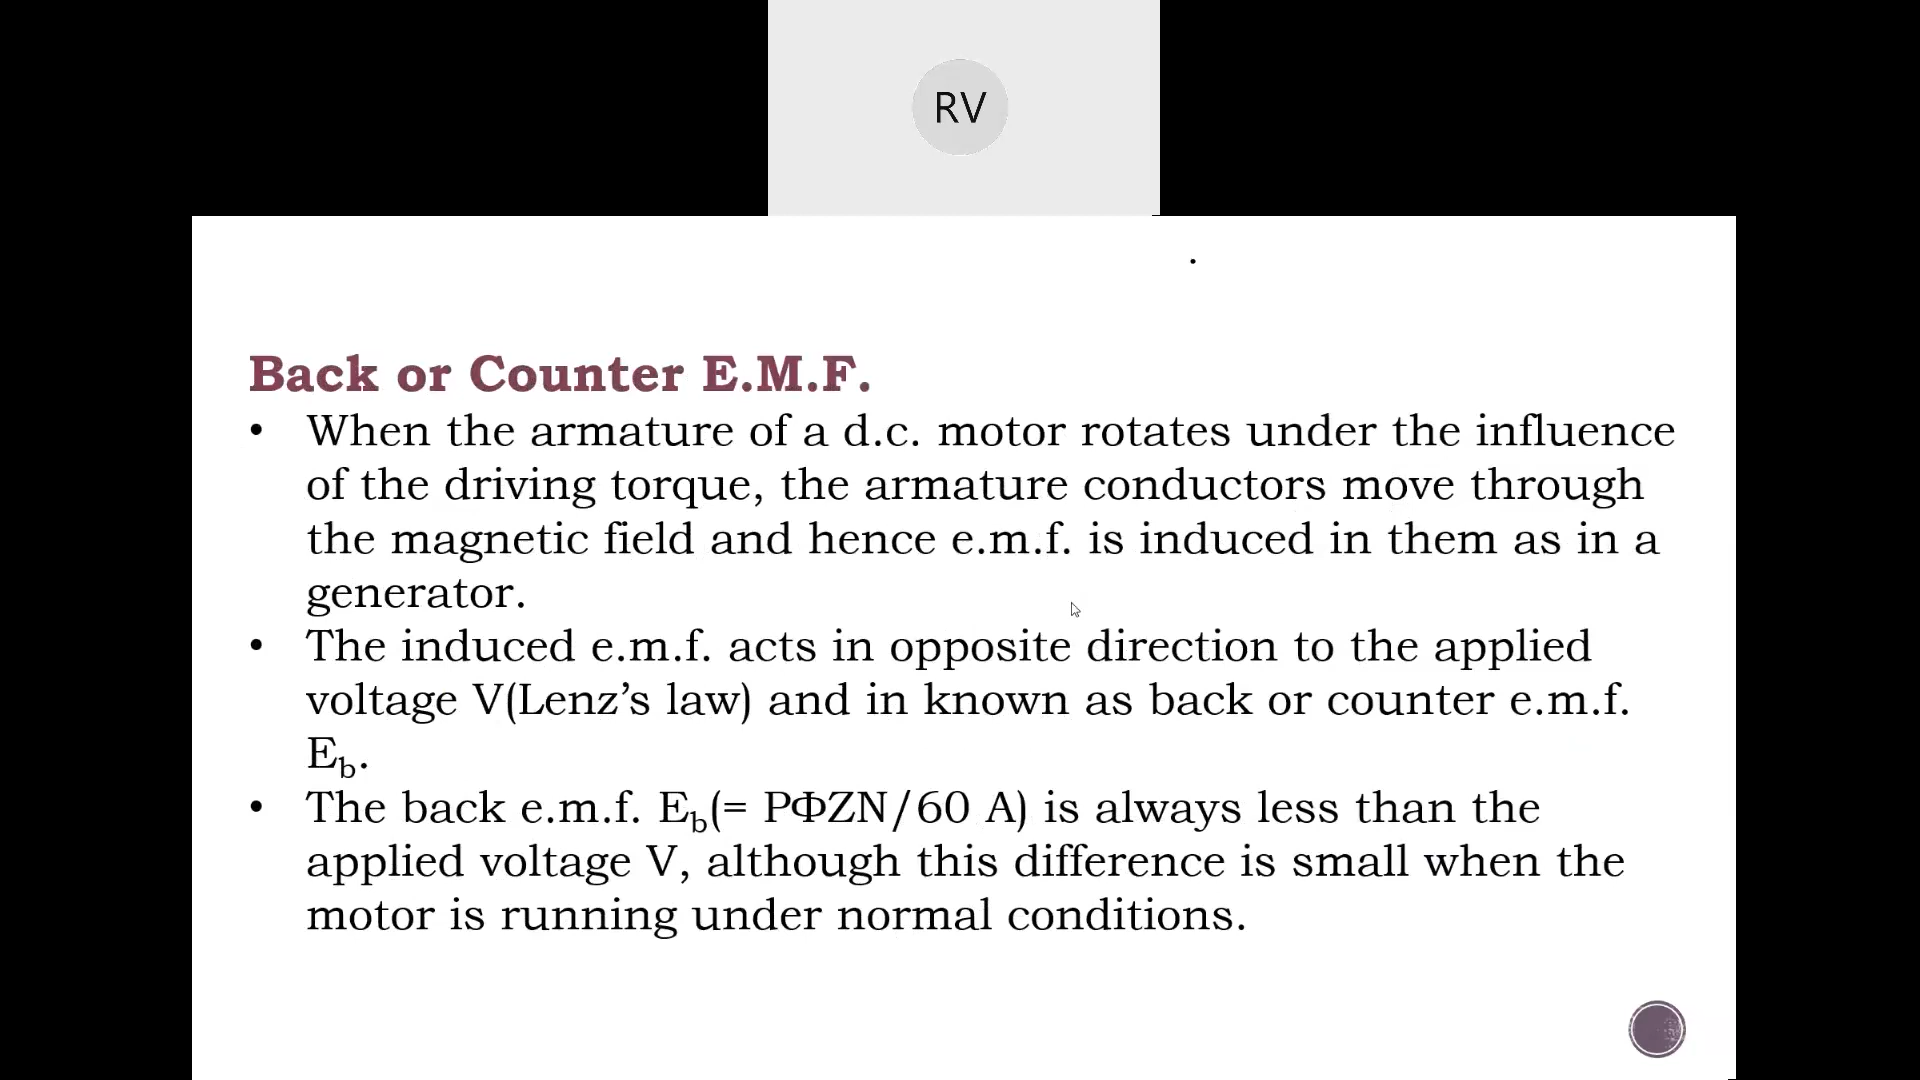 RV
.
Back or Counter E.M.F.
• When the armature of a d.c. motor rotates under the influence
of the driving torque, the armature conductors move through
the magnetic field and hence e.m.f. is induced in them as in a
generator.
• The induced e.m.f. acts in opposite direction to the applied
voltage V(Lenz’s law) and in known as back or counter e.m.f.
E_b.
• The back e.m.f. E_b(= PΦZN/60 A) is always less than the
applied voltage V, although this difference is small when the
motor is running under normal conditions.